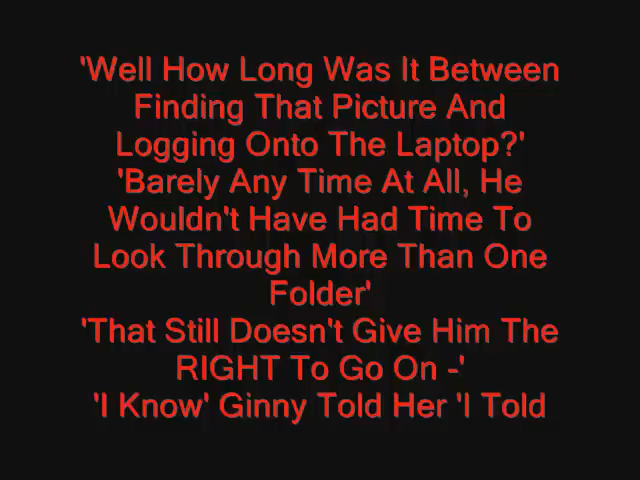 'Well How Long Was It Between
Finding That Picture And
Logging Onto The Laptop?'
'Barely Any Time At All, He
Wouldn't Have Had Time To
Look Through More Than One
Folder'
'That Still Doesn't Give Him The
RIGHT To Go On -'
'I Know' Ginny Told Her 'I Told